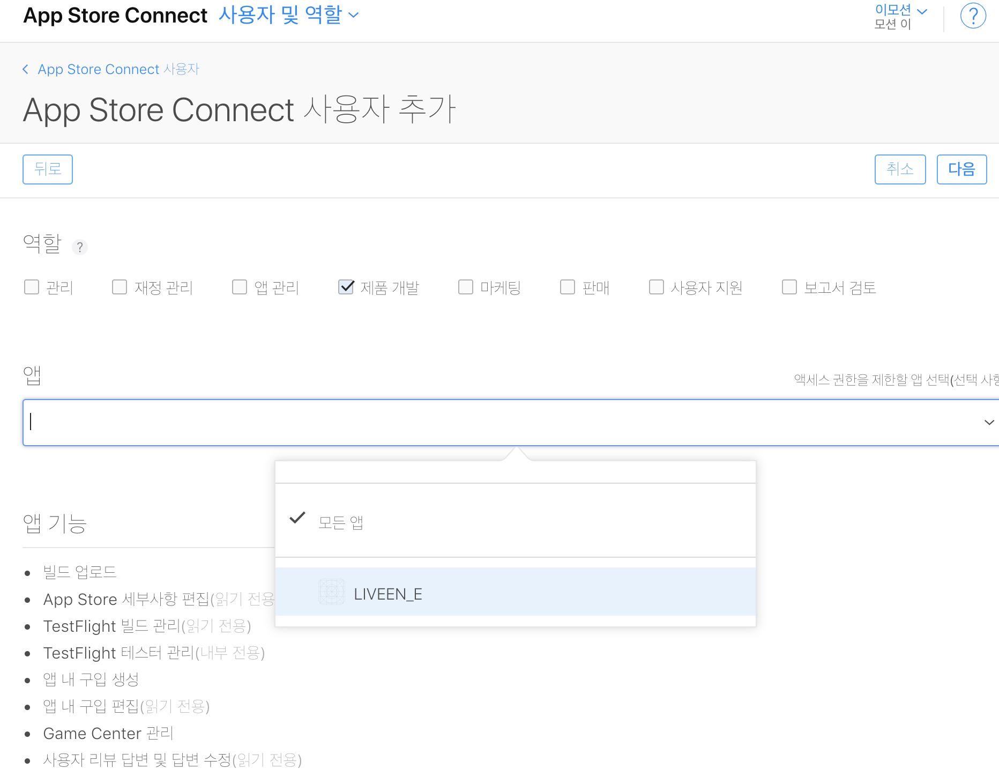 App Store Connect 사용자 및 역할
이모션
모션 이
?
App Store Connect 사용자
App Store Connect 사용자 추가
뒤로
취소
다음
역할 ?
관리 재정 관리 앱 관리 제품 개발 마케팅 판매 사용자 지원 보고서 검토
앱
액세스 권한을 제한할 앱 선택(선택 사항
모든 앱
LIVEEN_E
앱 기능
빌드 업로드
App Store 세부사항 편집(읽기 전용
TestFlight 빌드 관리(읽기 전용)
TestFlight 테스터 관리(내부 전용)
앱 내 구입 생성
앱 내 구입 편집(읽기 전용)
Game Center 관리
사용자 리뷰 답변 및 답변 수정(읽기 전용)